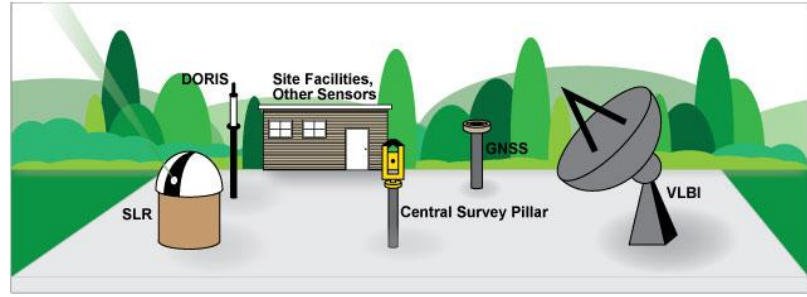 DORIS
Site Facilities,
Other Sensors
GNSS
SLR
Central Survey Pillar
VLBI